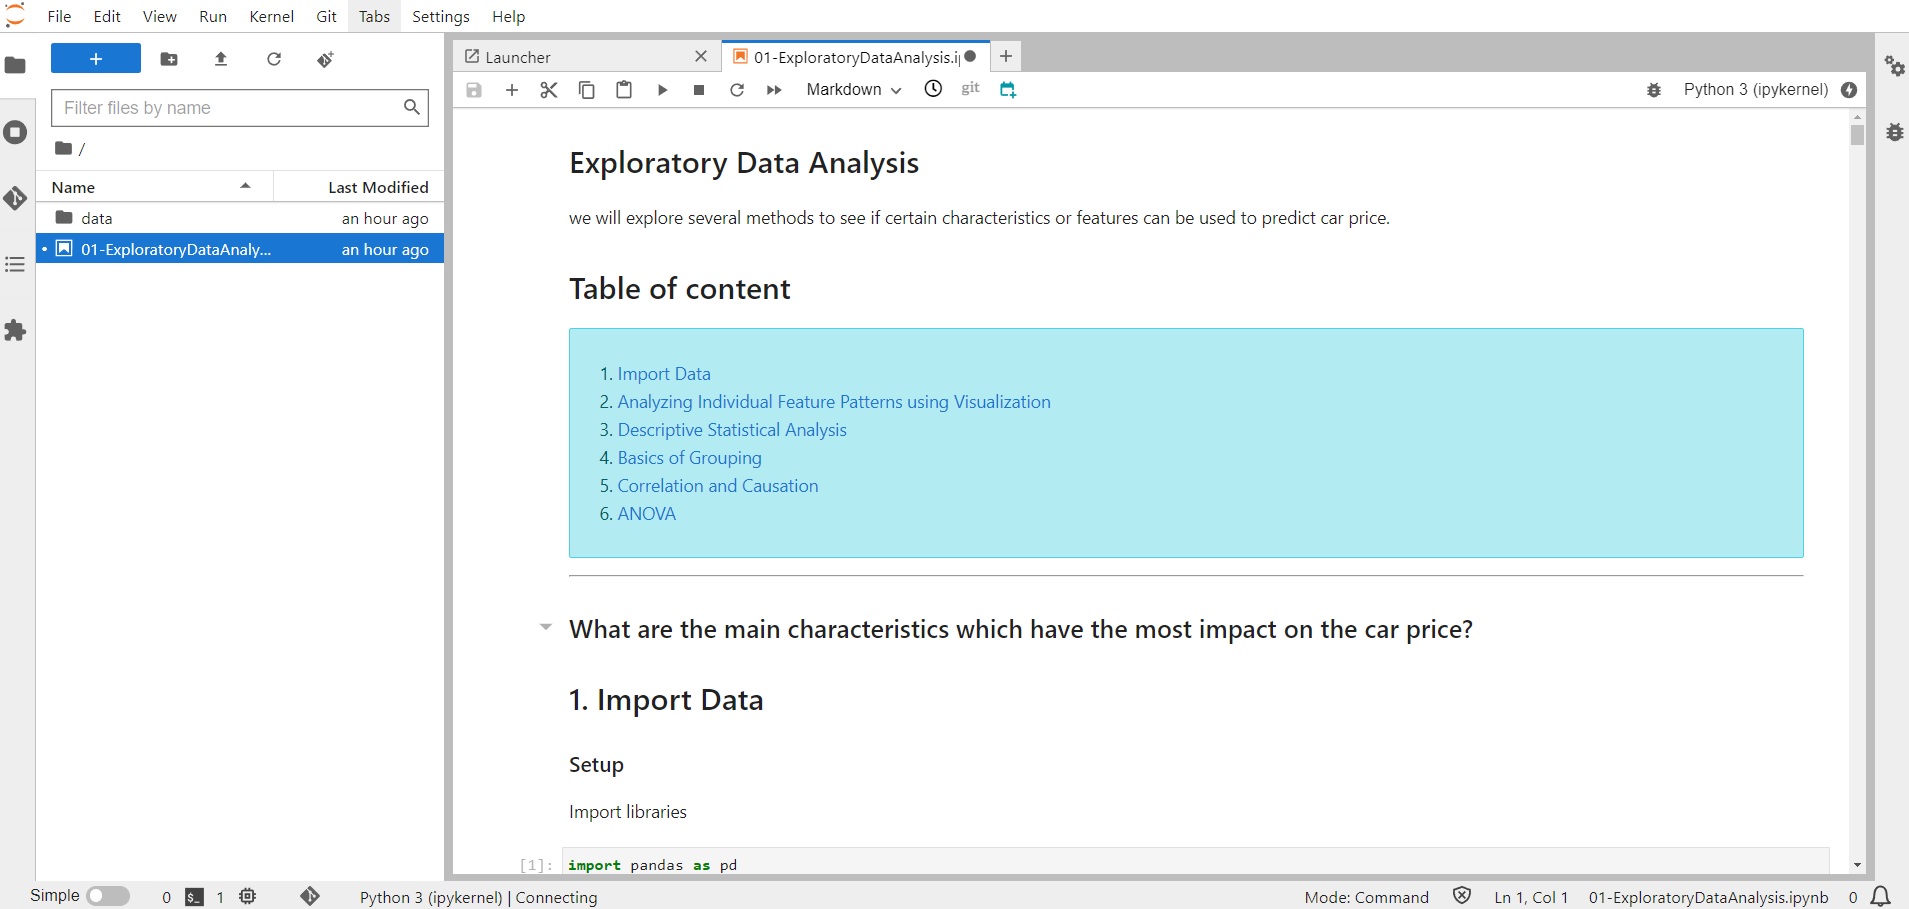 File Edit View Run Kernel Git Tabs Settings Help
+
Filter files by name
/
Name Last Modified
data an hour ago
• 01-ExploratoryDataAnaly... an hour ago
Launcher
01-ExploratoryDataAnalysis.i
Markdown
git
Python 3 (ipykernel)
Exploratory Data Analysis
we will explore several methods to see if certain characteristics or features can be used to predict car price.
Table of content
1. Import Data
2. Analyzing Individual Feature Patterns using Visualization
3. Descriptive Statistical Analysis
4. Basics of Grouping
5. Correlation and Causation
6. ANOVA
What are the main characteristics which have the most impact on the car price?
1. Import Data
Setup
Import libraries
[1]: import pandas as pd
Simple 0 $_ 1 Python 3 (ipykernel) | Connecting Mode: Command Ln 1, Col 1 01-ExploratoryDataAnalysis.ipynb 0